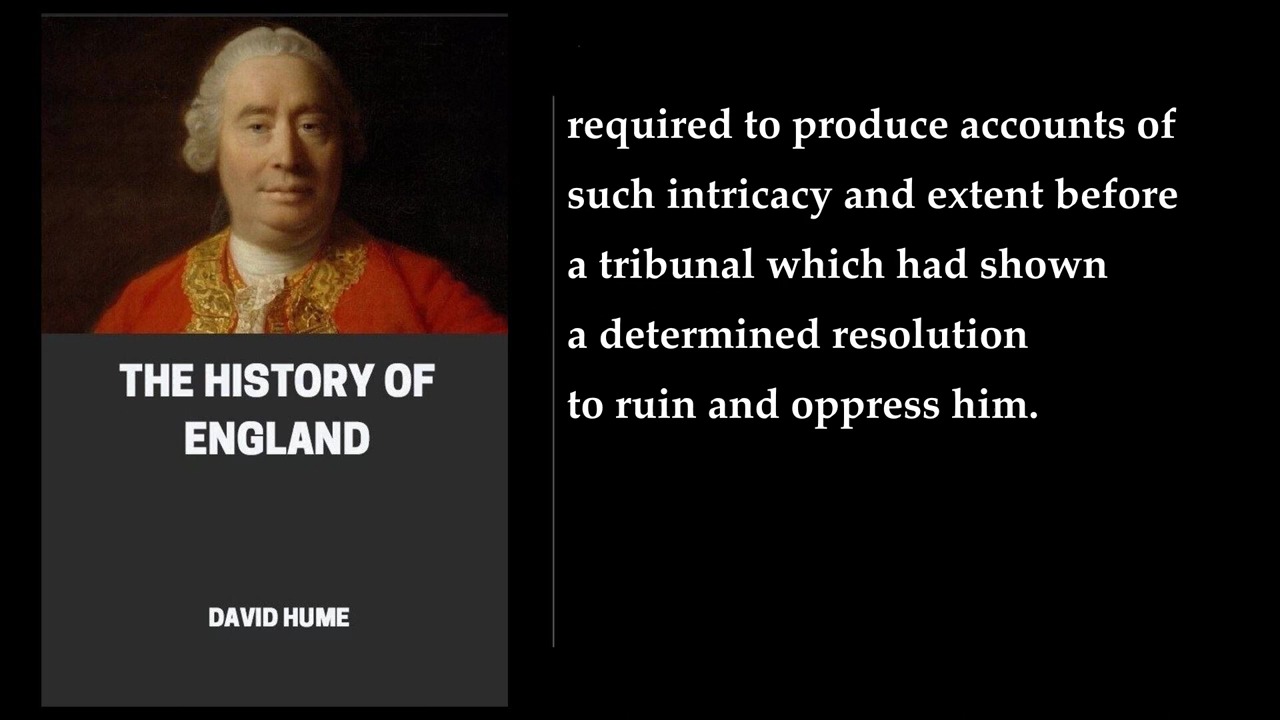 THE HISTORY OF
ENGLAND
DAVID HUME
required to produce accounts of
such intricacy and extent before
a tribunal which had shown
a determined resolution
to ruin and oppress him.